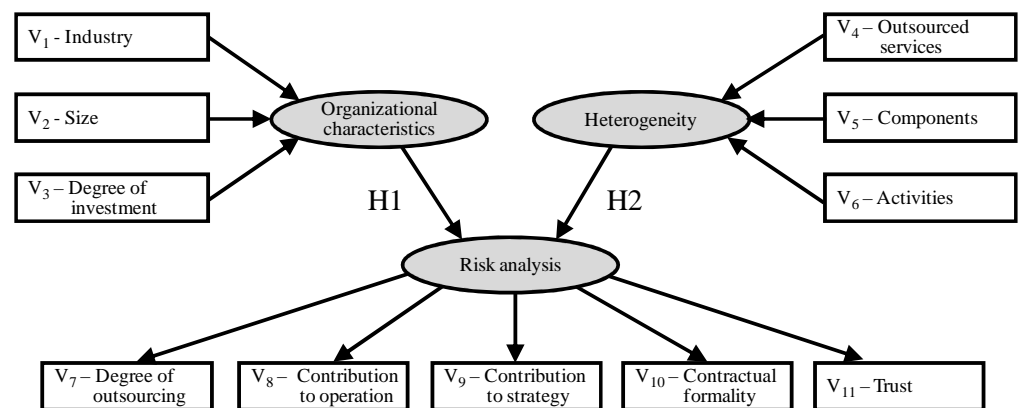 V1 - Industry
V2 - Size
V3 – Degree of
investment
Organizational
characteristics
Heterogeneity
V4 – Outsourced
services
V5 – Components
V6 – Activities
H1
H2
Risk analysis
V7 – Degree of
outsourcing
V8 – Contribution
to operation
V9 – Contribution
to strategy
V10 – Contractual
formality
V11 – Trust